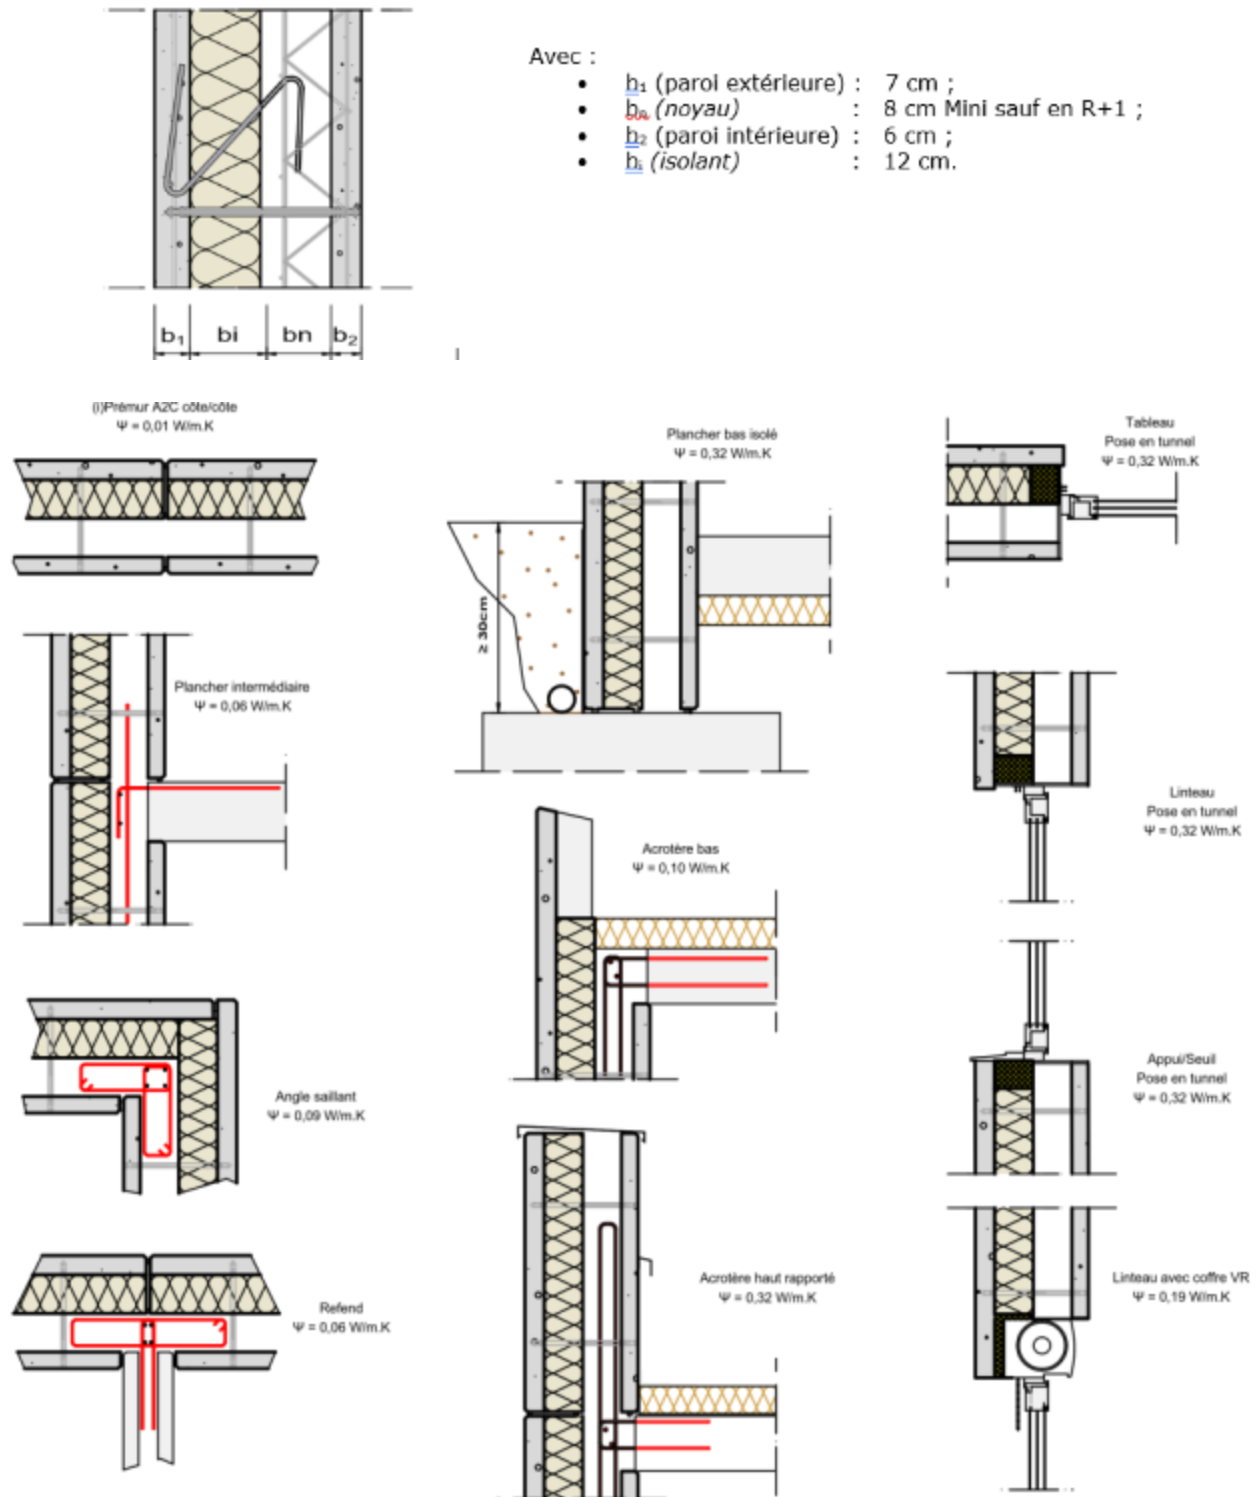 Avec :
• b₁ (paroi extérieure) : 7 cm ;
• bₙ (noyau) : 8 cm Mini sauf en R+1 ;
• b₂ (paroi intérieure) : 6 cm ;
• bᵢ (isolant) : 12 cm.
b₁ bi bn b₂
(i)Prémur A2C côte/côte
Ψ = 0,01 W/m.K
Plancher intermédiaire
Ψ = 0,06 W/m.K
Angle saillant
Ψ = 0,09 W/m.K
Refend
Ψ = 0,06 W/m.K
Plancher bas isolé
Ψ = 0,32 W/m.K
≥ 30cm
Acrotère bas
Ψ = 0,10 W/m.K
Acrotère haut rapporté
Ψ = 0,32 W/m.K
Tableau
Pose en tunnel
Ψ = 0,32 W/m.K
Linteau
Pose en tunnel
Ψ = 0,32 W/m.K
Appui/Seuil
Pose en tunnel
Ψ = 0,32 W/m.K
Linteau avec coffre VR
Ψ = 0,19 W/m.K